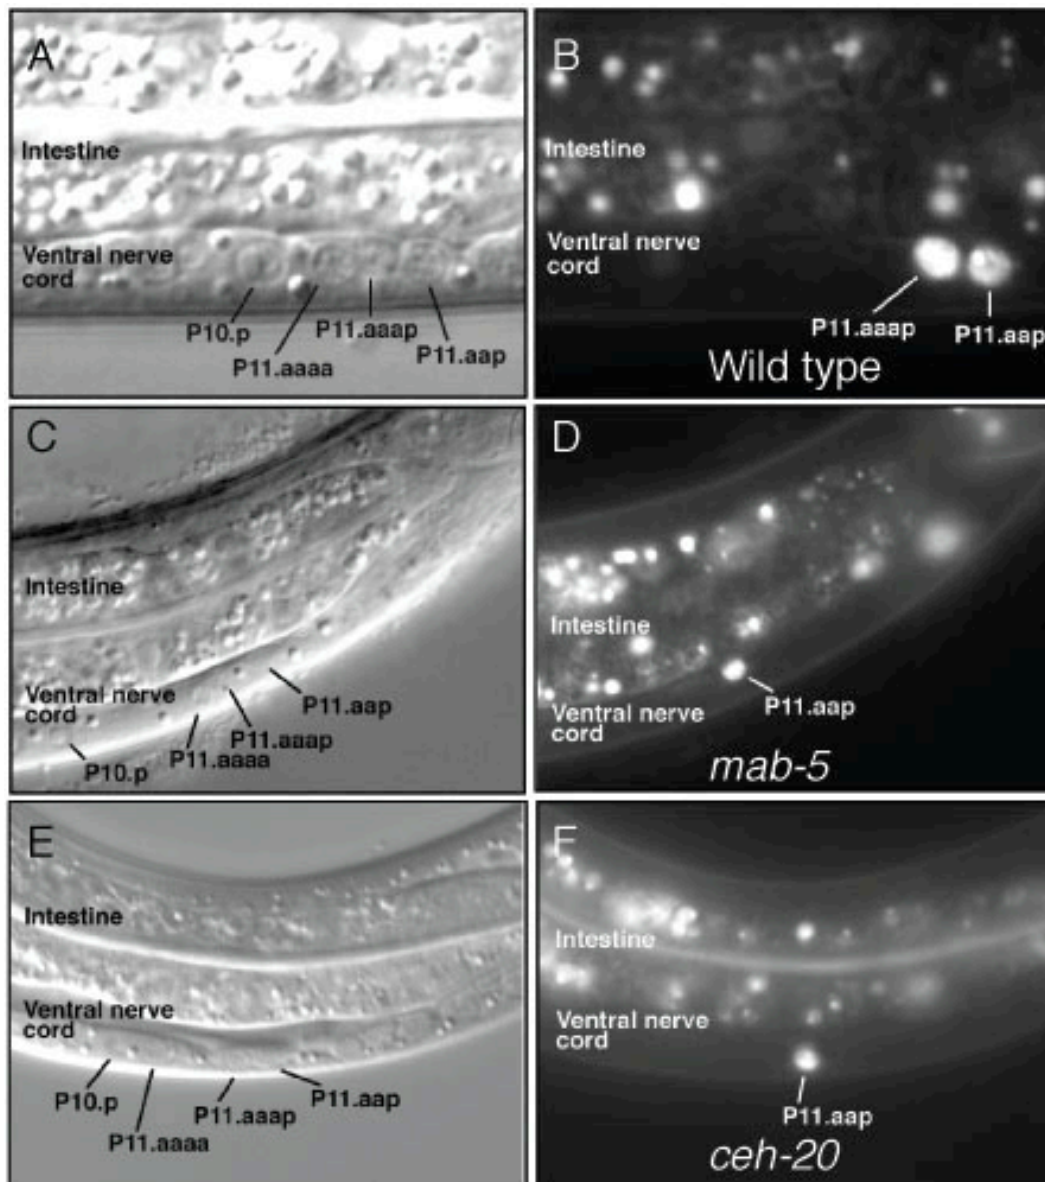 A
Intestine
Ventral nerve
cord
P10.p
P11.aaaa
P11.aaap
P11.aap
B
Intestine
Ventral nerve
cord
P11.aaap
P11.aap
Wild type
C
Intestine
Ventral nerve
cord
P10.p
P11.aaaa
P11.aaap
P11.aap
D
Intestine
Ventral nerve
cord
P11.aap
mab-5
E
Intestine
Ventral nerve
cord
P10.p
P11.aaaa
P11.aaap
P11.aap
F
Intestine
Ventral nerve
cord
P11.aap
ceh-20